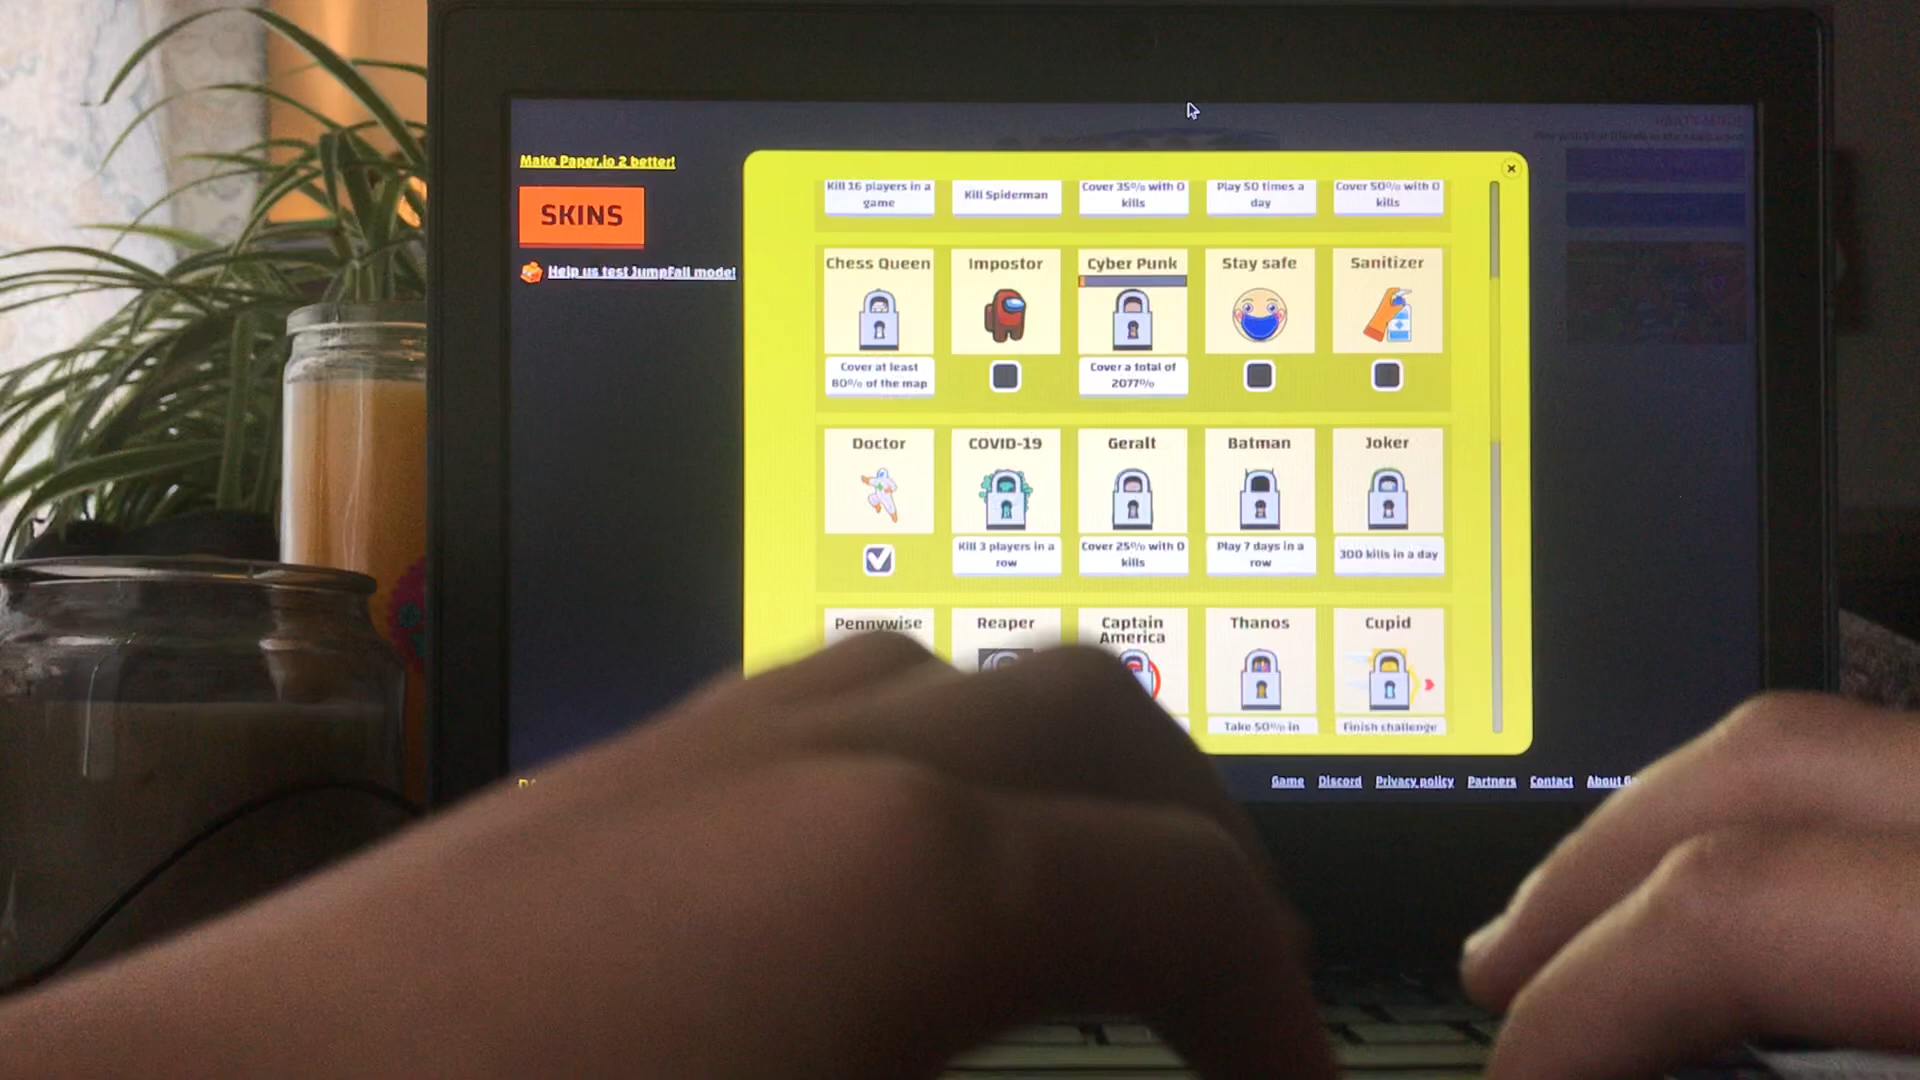 Make Paper.io 2 better!
SKINS
Help us test JumpFall mode!
Kill 16 players in a
game
Kill Spiderman
Cover 35% with 0
kills
Play 50 times a
day
Cover 50% with 0
kills
Chess Queen
Impostor
Cyber Punk
Stay safe
Sanitizer
Cover at least
80% of the map
Cover a total of
2077%
Doctor
COVID-19
Geralt
Batman
Joker
Kill 3 players in a
row
Cover 25% with 0
kills
Play 7 days in a
row
300 kills in a day
Pennywise
Reaper
Captain
America
Thanos
Cupid
Take 50% in
Finish challenge
Game
Discord
Privacy policy
Partners
Contact
About